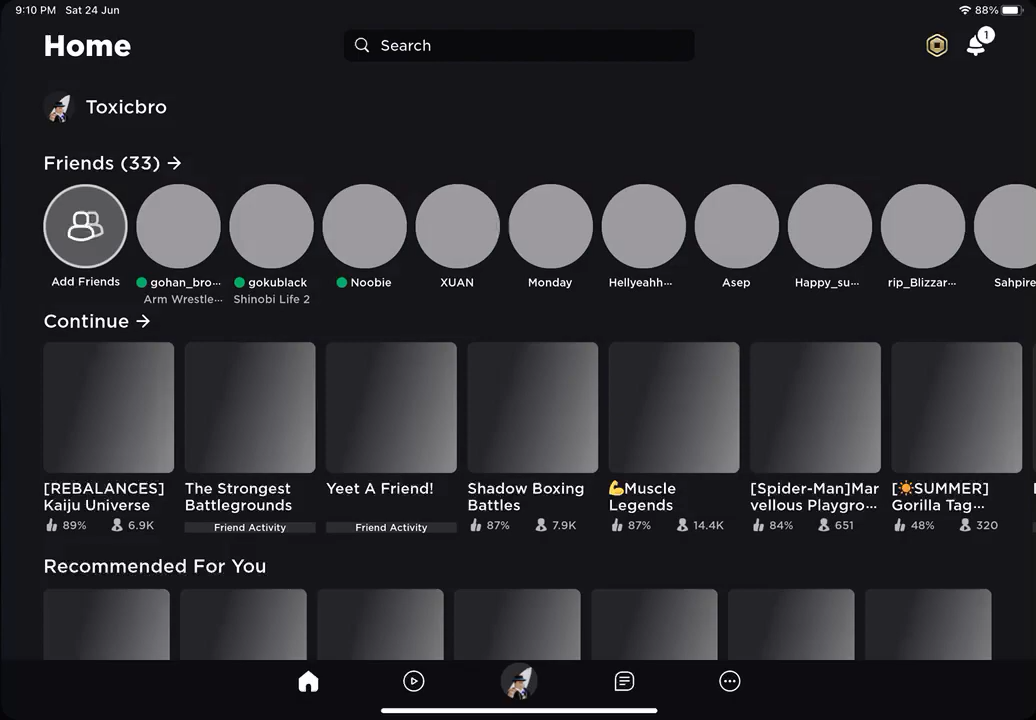 9:10 PM Sat 24 Jun 88%
Home
Search
1
Toxicbro
Friends (33) →
Add Friends
gohan_bro...
Arm Wrestle...
gokublack
Shinobi Life 2
Noobie
XUAN
Monday
Hellyeahh...
Asep
Happy_su...
rip_Blizzar...
Sahpire
Continue →
[REBALANCES]
Kaiju Universe
89% 6.9K
The Strongest
Battlegrounds
Friend Activity
Yeet A Friend!
Friend Activity
Shadow Boxing
Battles
87% 7.9K
💪Muscle
Legends
87% 14.4K
[Spider-Man]Mar
vellous Playgro...
84% 651
[☀️SUMMER]
Gorilla Tag...
48% 320
Recommended For You